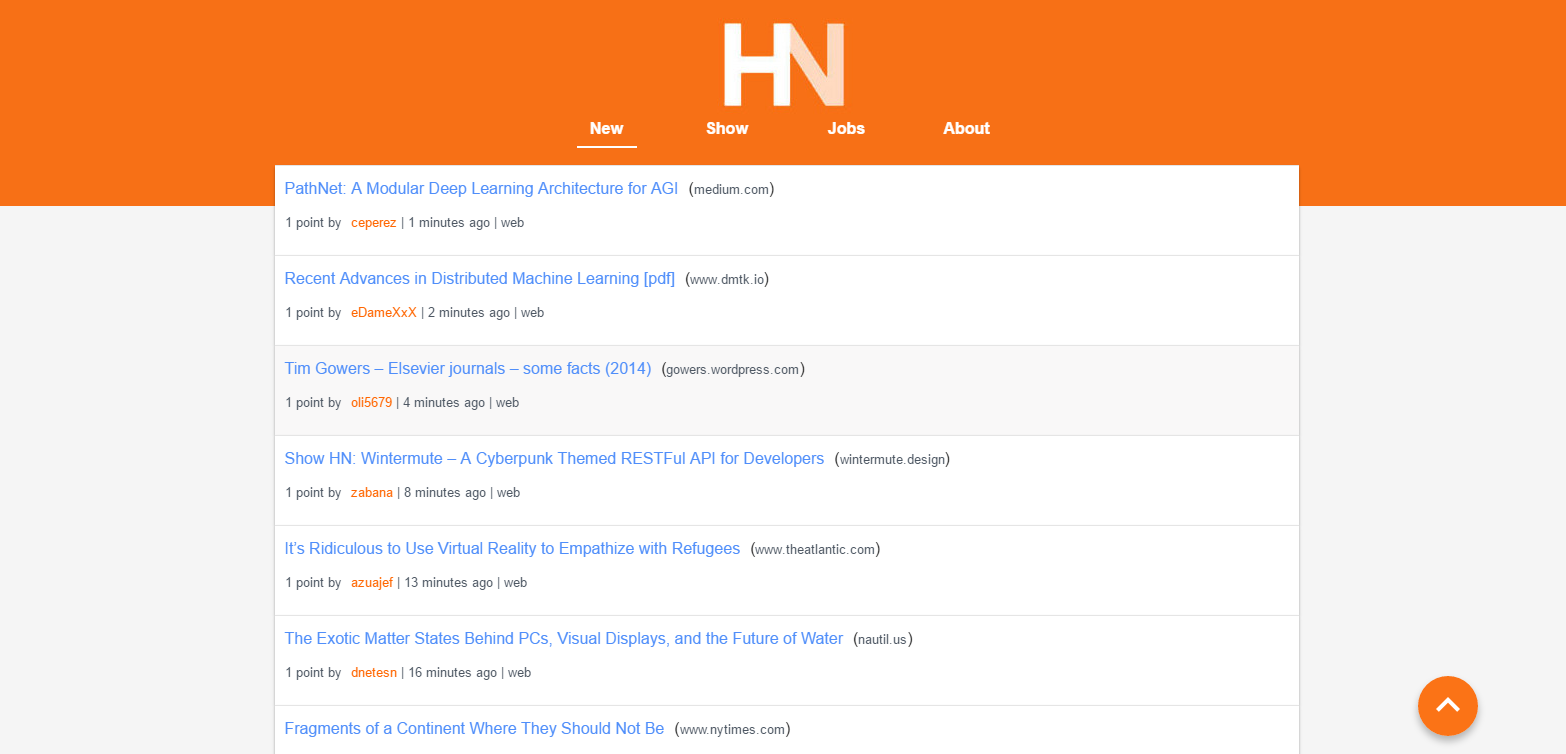 HN
New Show Jobs About
PathNet: A Modular Deep Learning Architecture for AGI (medium.com)
1 point by ceperez | 1 minutes ago | web
Recent Advances in Distributed Machine Learning [pdf] (www.dmtk.io)
1 point by eDameXxX | 2 minutes ago | web
Tim Gowers – Elsevier journals – some facts (2014) (gowers.wordpress.com)
1 point by oli5679 | 4 minutes ago | web
Show HN: Wintermute – A Cyberpunk Themed RESTFul API for Developers (wintermute.design)
1 point by zabana | 8 minutes ago | web
It’s Ridiculous to Use Virtual Reality to Empathize with Refugees (www.theatlantic.com)
1 point by azuajef | 13 minutes ago | web
The Exotic Matter States Behind PCs, Visual Displays, and the Future of Water (nautil.us)
1 point by dnetesn | 16 minutes ago | web
Fragments of a Continent Where They Should Not Be (www.nytimes.com)